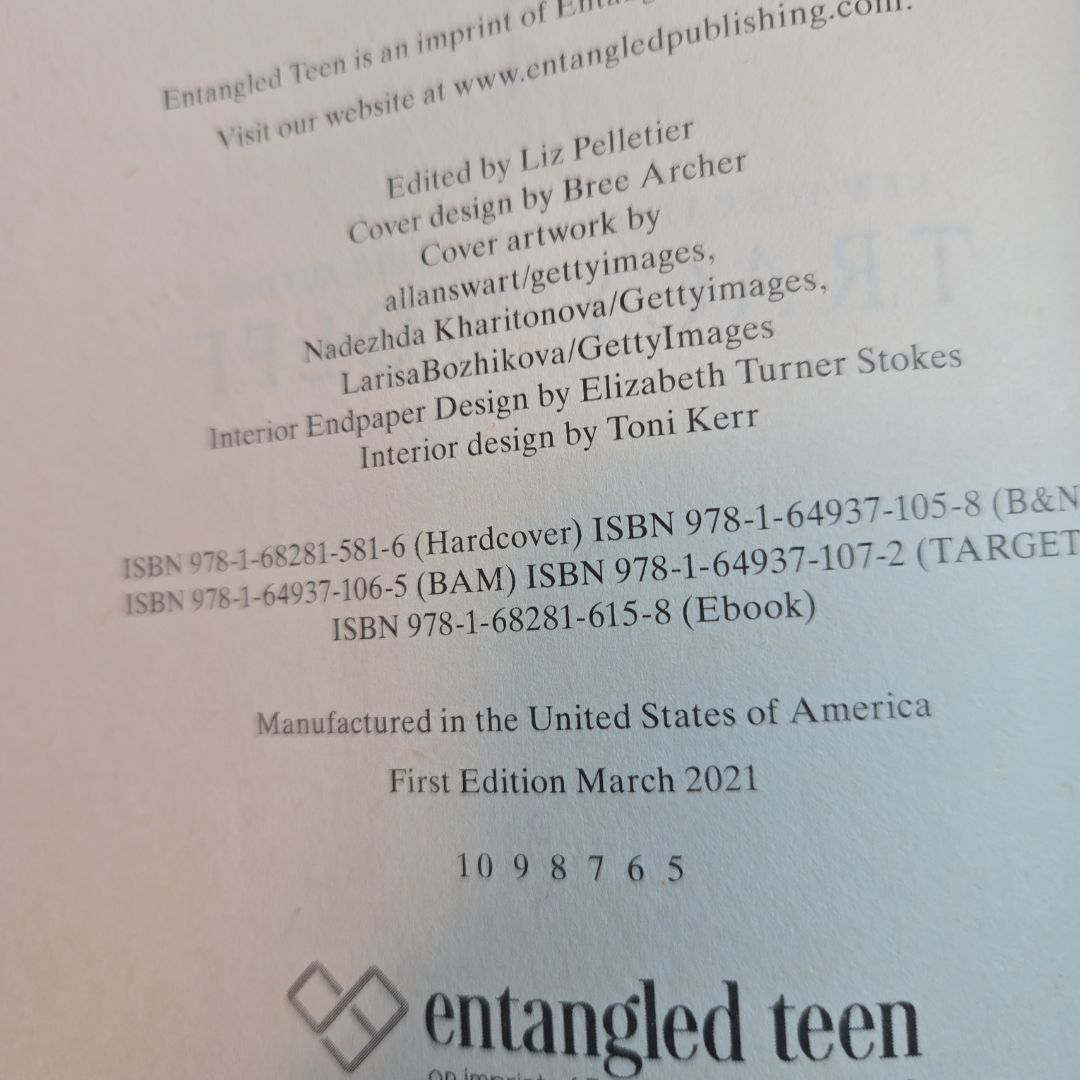 Entangled Teen is an imprint of
Visit our website at www.entangledpublishing.com.
Edited by Liz Pelletier
Cover design by Bree Archer
Cover artwork by
allanswart/gettyimages,
Nadezhda Kharitonova/Gettyimages,
LarisaBozhikova/GettyImages
Interior Endpaper Design by Elizabeth Turner Stokes
Interior design by Toni Kerr
ISBN 978-1-68281-581-6 (Hardcover) ISBN 978-1-64937-105-8 (B&N
ISBN 978-1-64937-106-5 (BAM) ISBN 978-1-64937-107-2 (TARGET
ISBN 978-1-68281-615-8 (Ebook)
Manufactured in the United States of America
First Edition March 2021
10 9 8 7 6 5
entangled teen